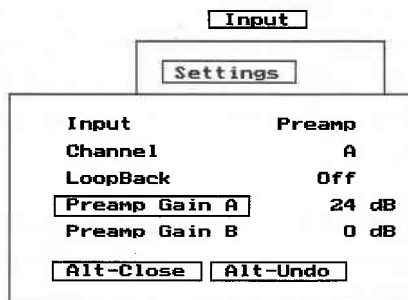 Input
Settings
Input Preamp
Channel A
LoopBack Off
Preamp Gain A 24 dB
Preamp Gain B 0 dB
Alt-Close Alt-Undo